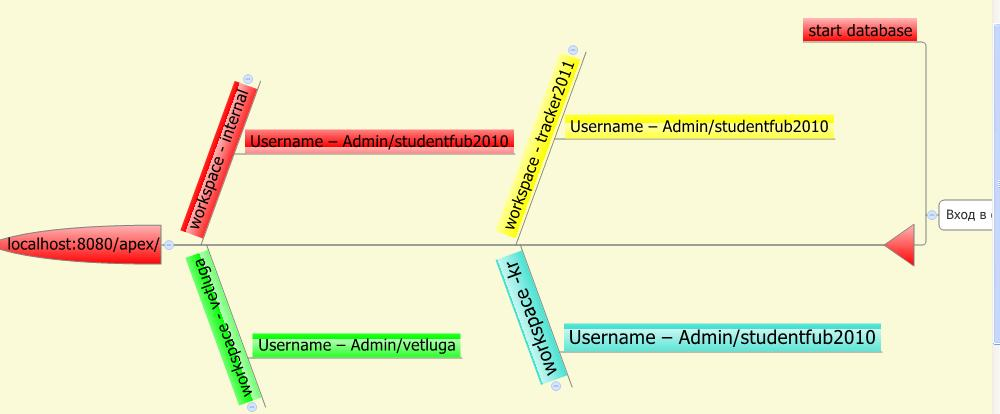 start database
workspace - internal
Username – Admin/studentfub2010
workspace - tracker2011
Username – Admin/studentfub2010
localhost:8080/apex/
Вход в
workspace - vetluga
Username – Admin/vetluga
workspace -kr
Username – Admin/studentfub2010